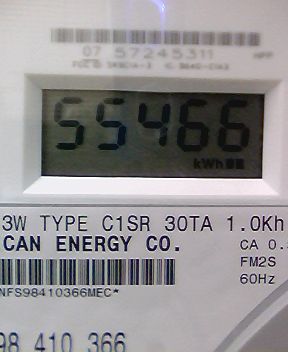 07 57245311
55466
kWh
3W TYPE C1SR 30TA 1.0Kh
CAN ENERGY CO.
CA 0.
FM2S
60Hz
NFS98410366MEC*
98 410 366